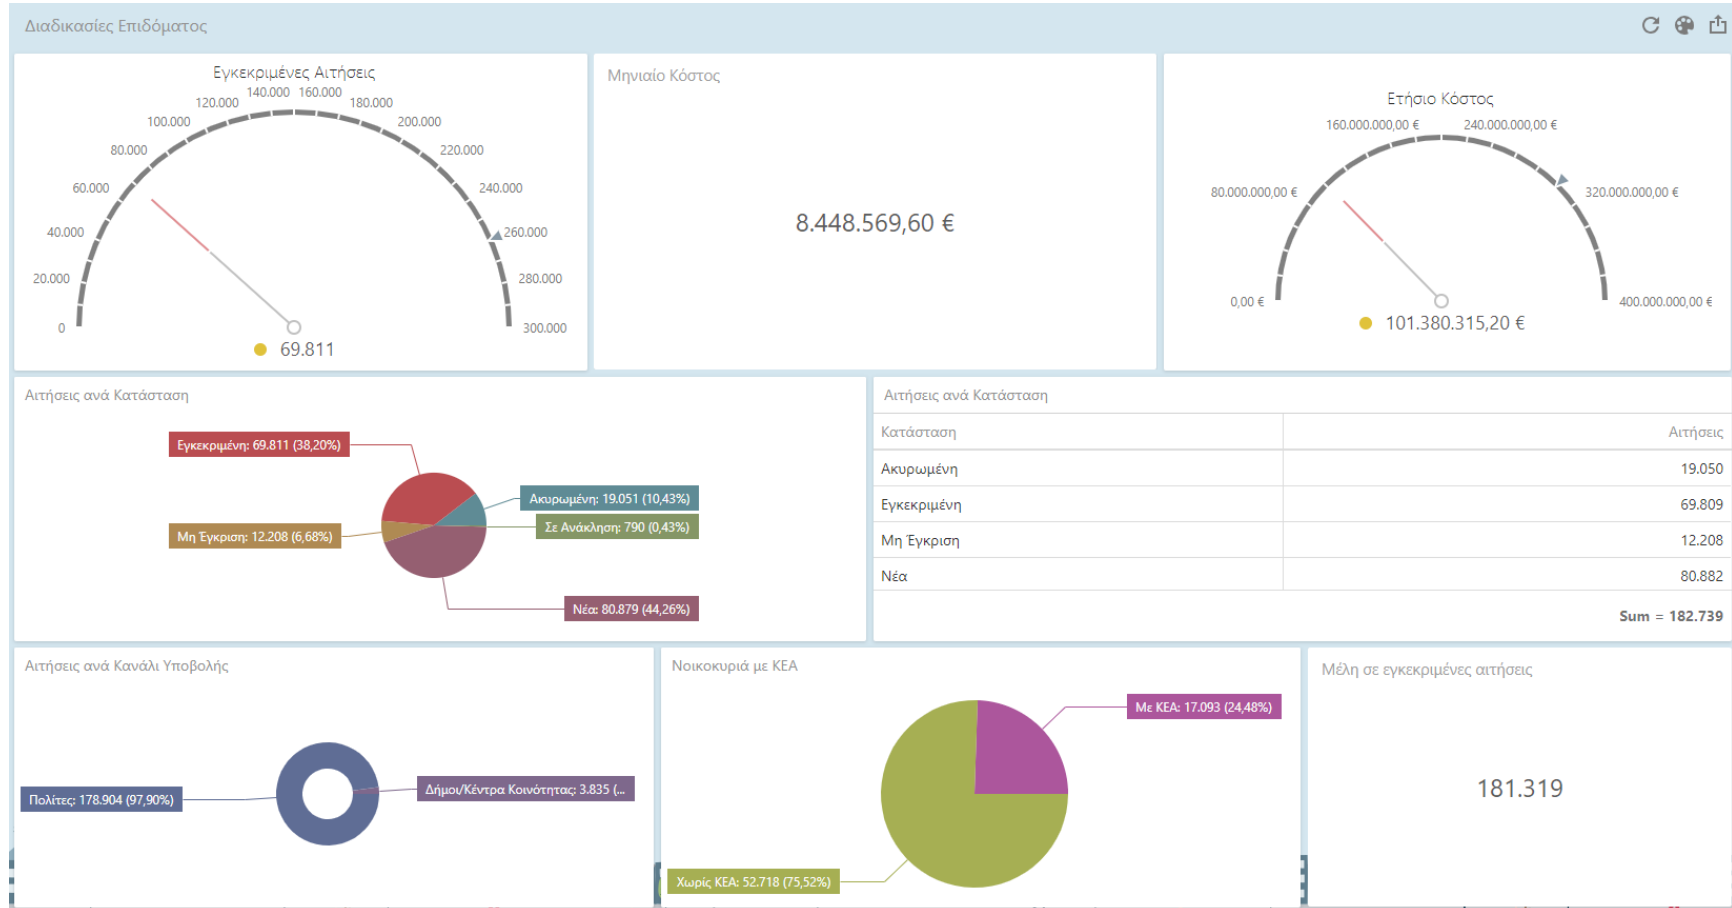 Διαδικασίες Επιδόματος
Εγκεκριμένες Αιτήσεις
0
20.000
40.000
60.000
80.000
100.000
120.000
140.000
160.000
180.000
200.000
220.000
240.000
260.000
280.000
300.000
69.811
Μηνιαίο Κόστος
8.448.569,60 €
Ετήσιο Κόστος
0,00 €
80.000.000,00 €
160.000.000,00 €
240.000.000,00 €
320.000.000,00 €
400.000.000,00 €
101.380.315,20 €
Αιτήσεις ανά Κατάσταση
Εγκεκριμένη: 69.811 (38,20%)
Ακυρωμένη: 19.051 (10,43%)
Σε Ανάκληση: 790 (0,43%)
Μη Έγκριση: 12.208 (6,68%)
Νέα: 80.879 (44,26%)
Αιτήσεις ανά Κατάσταση
Κατάσταση Αιτήσεις
Ακυρωμένη 19.050
Εγκεκριμένη 69.809
Μη Έγκριση 12.208
Νέα 80.882
Sum = 182.739
Αιτήσεις ανά Κανάλι Υποβολής
Πολίτες: 178.904 (97,90%)
Δήμοι/Κέντρα Κοινότητας: 3.835 (...
Νοικοκυριά με ΚΕΑ
Με ΚΕΑ: 17.093 (24,48%)
Χωρίς ΚΕΑ: 52.718 (75,52%)
Μέλη σε εγκεκριμένες αιτήσεις
181.319